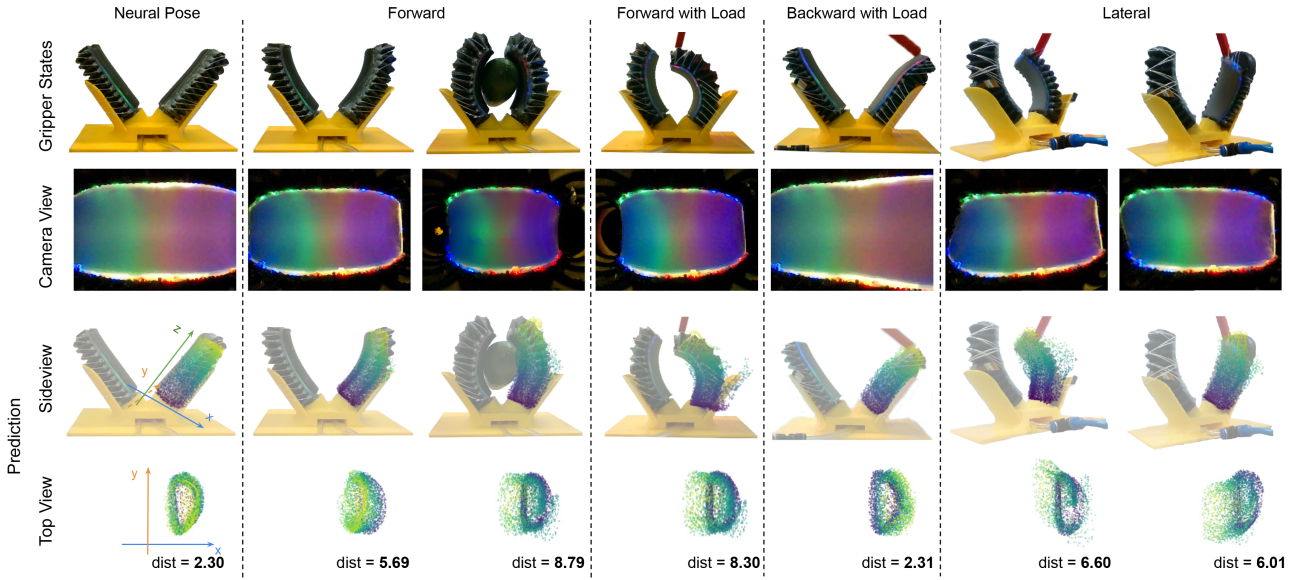 Neural Pose
Forward
Forward with Load
Backward with Load
Lateral
Gripper States
Camera View
Prediction
Sideview
z
y
x
Top View
y
x
dist = 2.30
dist = 5.69
dist = 8.79
dist = 8.30
dist = 2.31
dist = 6.60
dist = 6.01